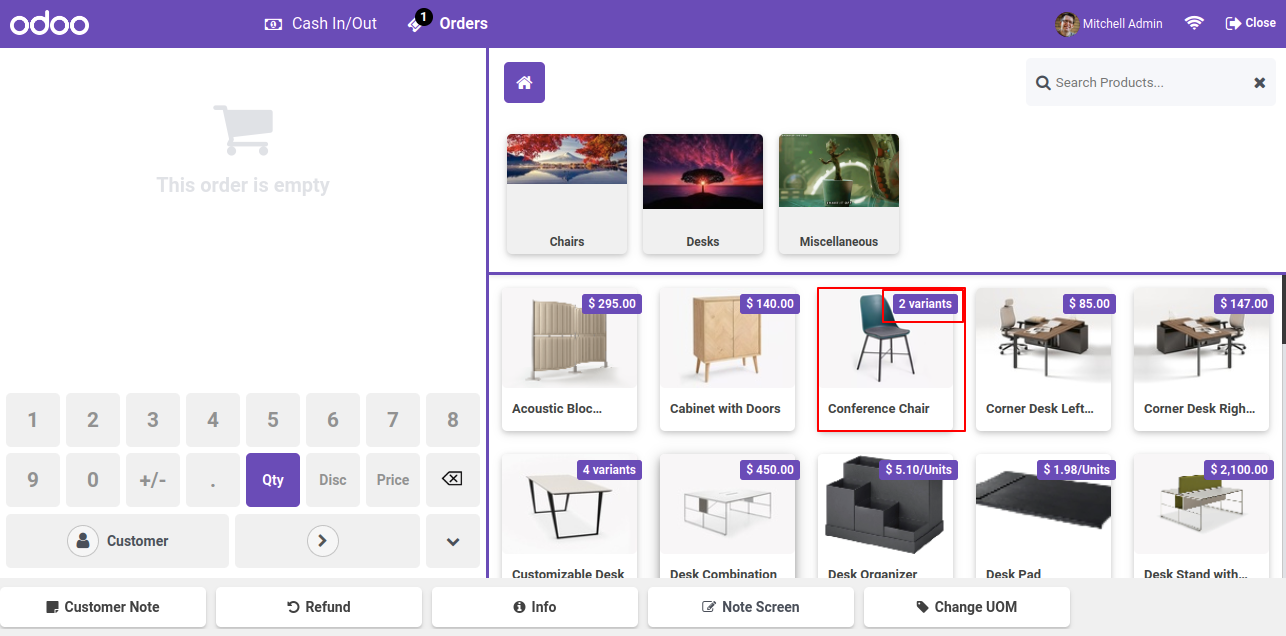 odoo
Cash In/Out
1
Orders
Mitchell Admin
Close
This order is empty
Search Products...
Chairs
Desks
Miscellaneous
$ 295.00
$ 140.00
2 variants
$ 85.00
$ 147.00
Acoustic Bloc...
Cabinet with Doors
Conference Chair
Corner Desk Left...
Corner Desk Righ...
4 variants
$ 450.00
$ 5.10/Units
$ 1.98/Units
$ 2,100.00
Customizable Desk
Desk Combination
Desk Organizer
Desk Pad
Desk Stand with...
1 2 3 4 5 6 7 8
9 0 +/- . Qty Disc Price
Customer
Customer Note
Refund
Info
Note Screen
Change UOM